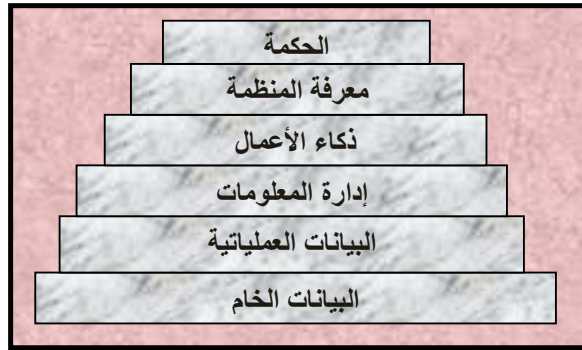 الحكمة
معرفة المنظمة
ذكاء الأعمال
إدارة المعلومات
البيانات العملياتية
البيانات الخام